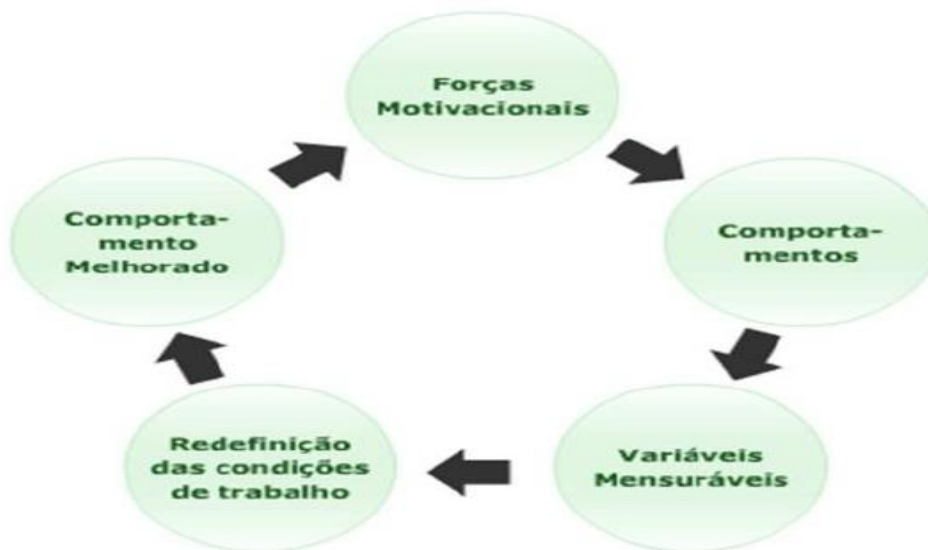 Forças
Motivacionais
Comporta-
mentos
Variáveis
Mensuráveis
Redefinição
das condições
de trabalho
Comporta-
mento
Melhorado